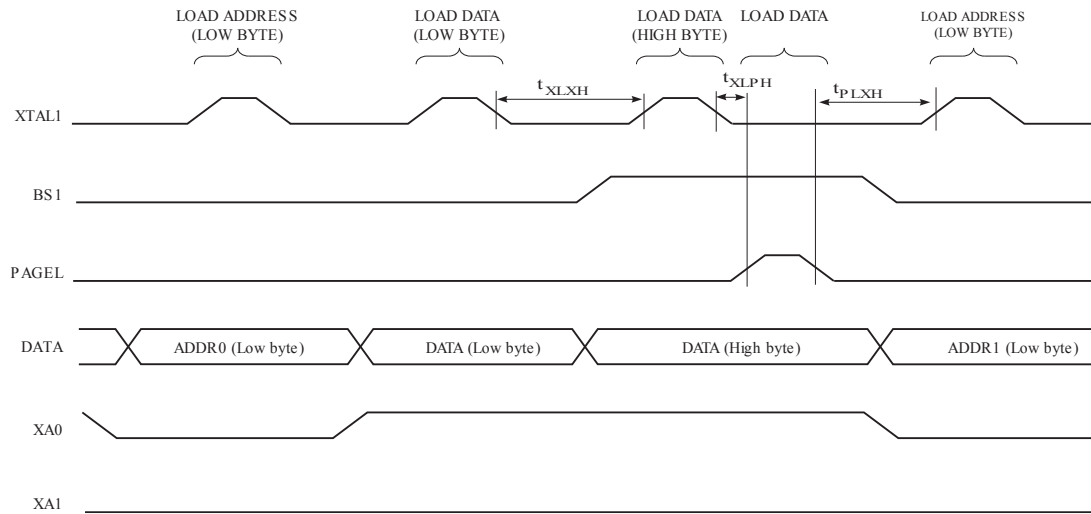 LOAD ADDRESS
(LOW BYTE)
LOAD DATA
(LOW BYTE)
LOAD DATA
(HIGH BYTE)
LOAD DATA
LOAD ADDRESS
(LOW BYTE)
tXLXH
tXLPH
tPLXH
XTAL1
BS1
PAGEL
DATA
ADDR0 (Low byte)
DATA (Low byte)
DATA (High byte)
ADDR1 (Low byte)
XA0
XA1